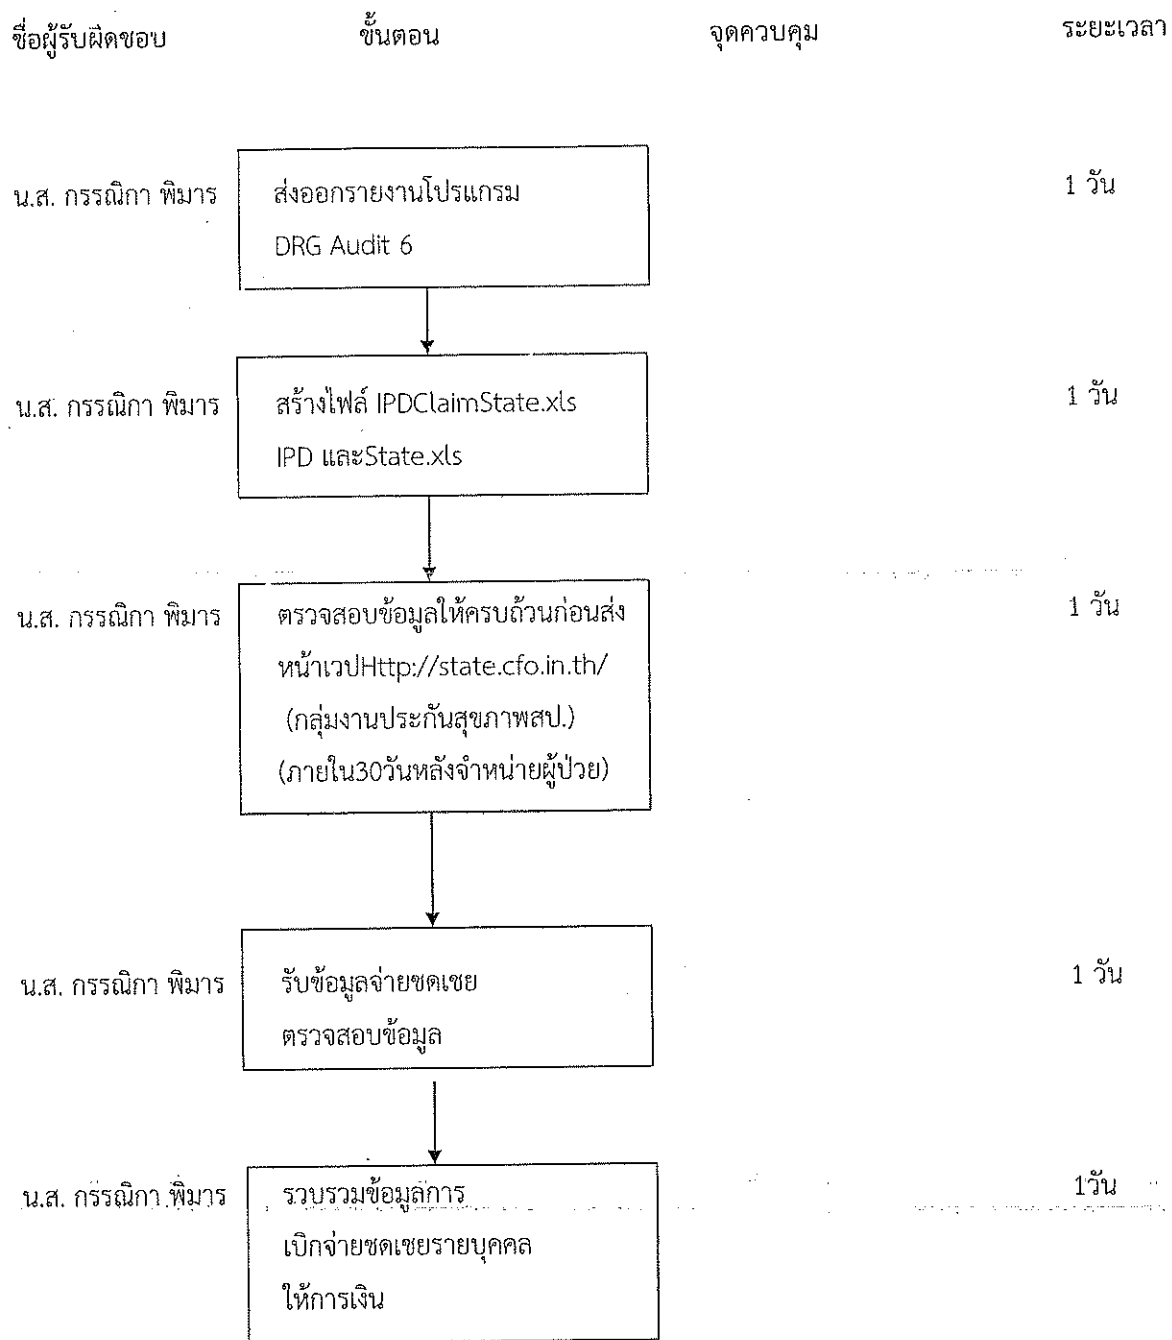 ชื่อผู้รับผิดชอบ ขั้นตอน จุดควบคุม ระยะเวลา
น.ส. กรรณิกา พิมาร ส่งออกรายงานโปรแกรม 1 วัน
DRG Audit 6
น.ส. กรรณิกา พิมาร สร้างไฟล์ IPDClaimState.xls 1 วัน
IPD และState.xls
น.ส. กรรณิกา พิมาร ตรวจสอบข้อมูลให้ครบถ้วนก่อนส่ง 1 วัน
หน้าเวปHttp://state.cfo.in.th/
(กลุ่มงานประกันสุขภาพสป.)
(ภายใน30วันหลังจำหน่ายผู้ป่วย)
น.ส. กรรณิกา พิมาร รับข้อมูลจ่ายชดเชย 1 วัน
ตรวจสอบข้อมูล
น.ส. กรรณิกา พิมาร รวบรวมข้อมูลการ 1วัน
เบิกจ่ายชดเชยรายบุคคล
ให้การเงิน